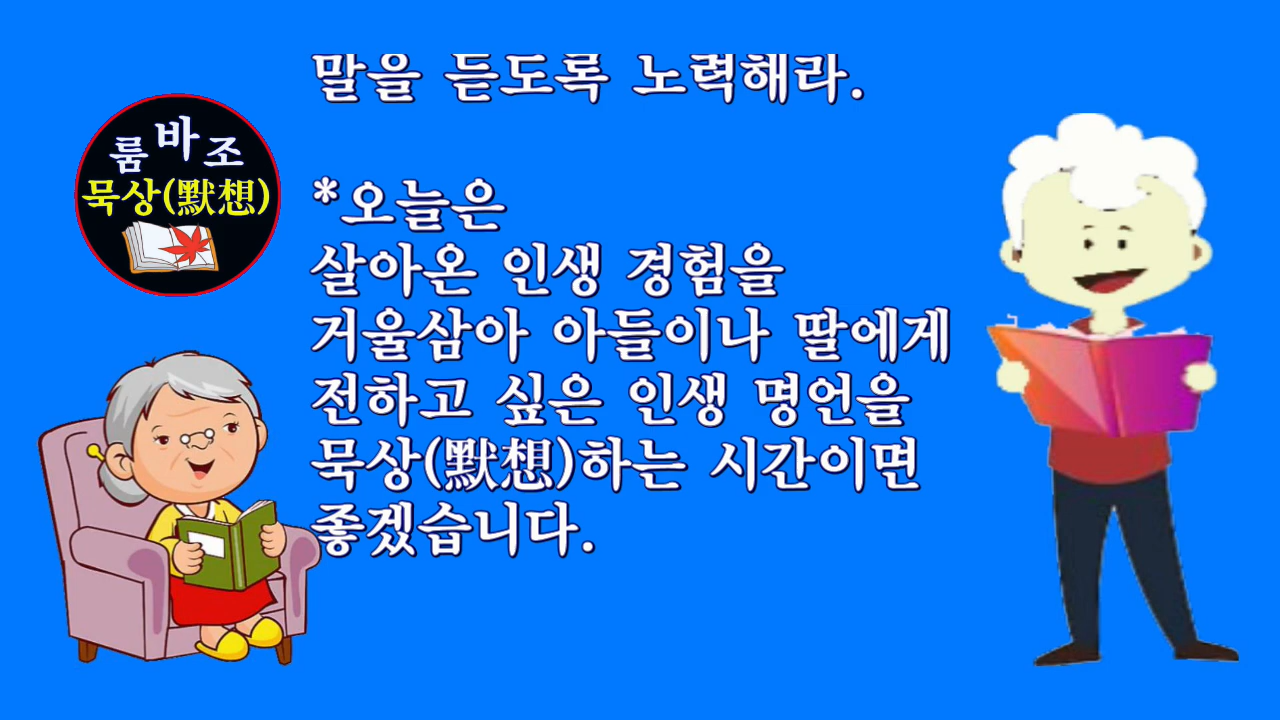 말을 듣도록 노력해라.
룸바조
묵상(默想)
*오늘은
살아온 인생 경험을
거울삼아 아들이나 딸에게
전하고 싶은 인생 명언을
묵상(默想)하는 시간이면
좋겠습니다.